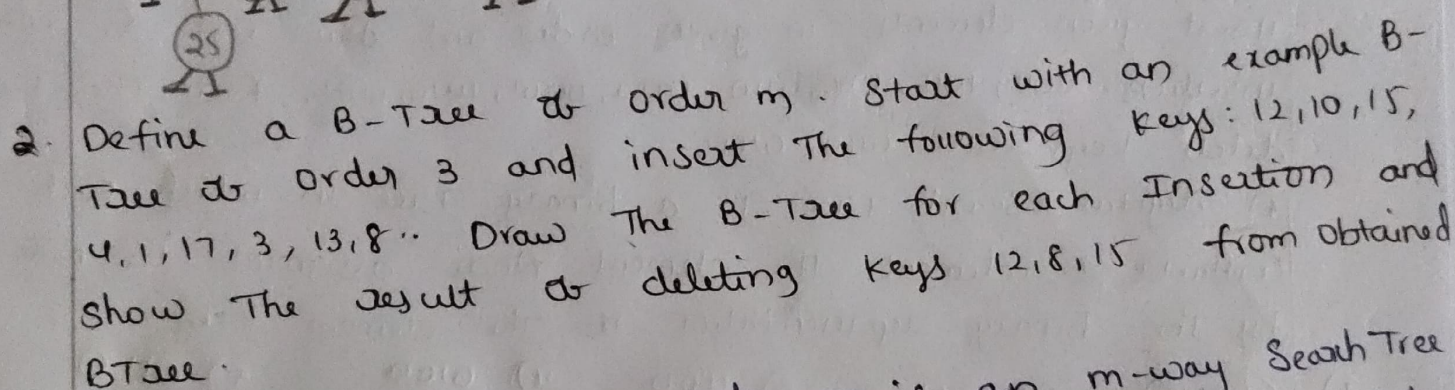 25
2. Define a B-Tree of order m. Start with an example B-
Tree of order 3 and insert The following keys: 12, 10, 15,
4, 1, 17, 3, 13, 8.. Draw The B-Tree for each Insertion and
show The result of deleting keys 12, 8, 15 from obtained
BTree.
an m-way Search Tree